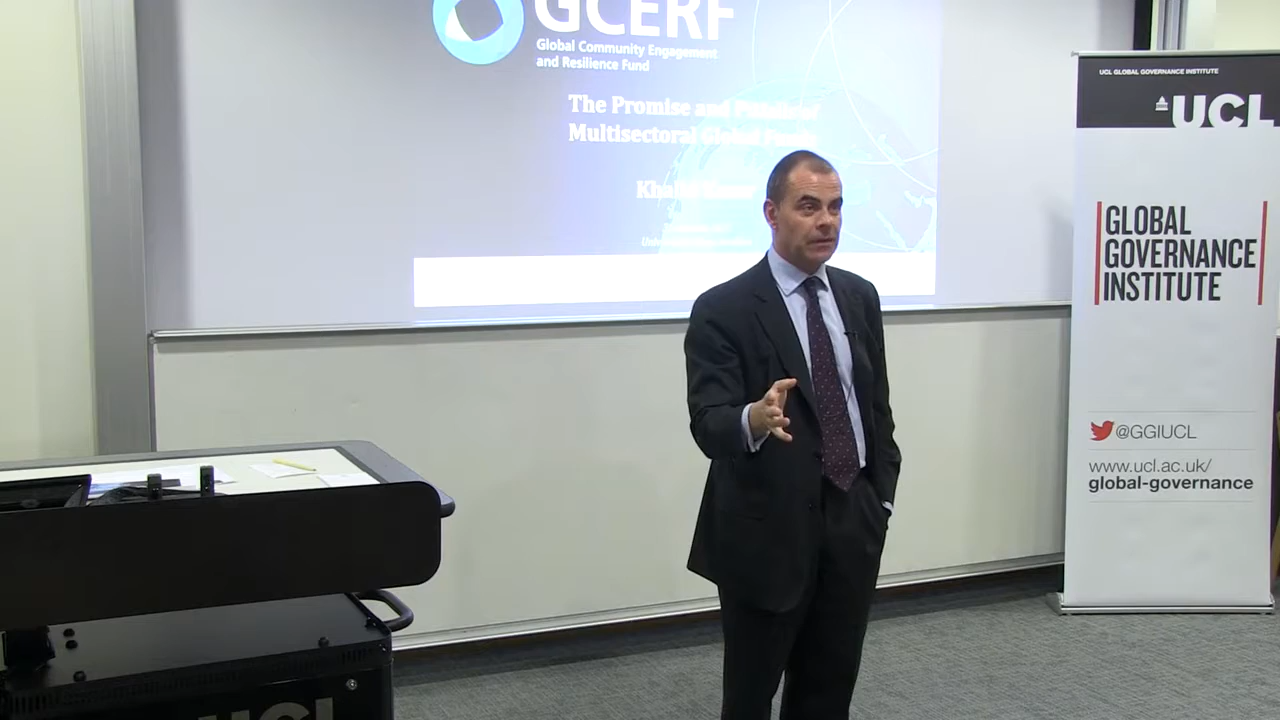 GCERF
Global Community Engagement
and Resilience Fund
The Promise and
Multisectoral Global
UCL GLOBAL GOVERNANCE INSTITUTE
UCL
GLOBAL
GOVERNANCE
INSTITUTE
@GGIUCL
www.ucl.ac.uk/
global-governance
UCL